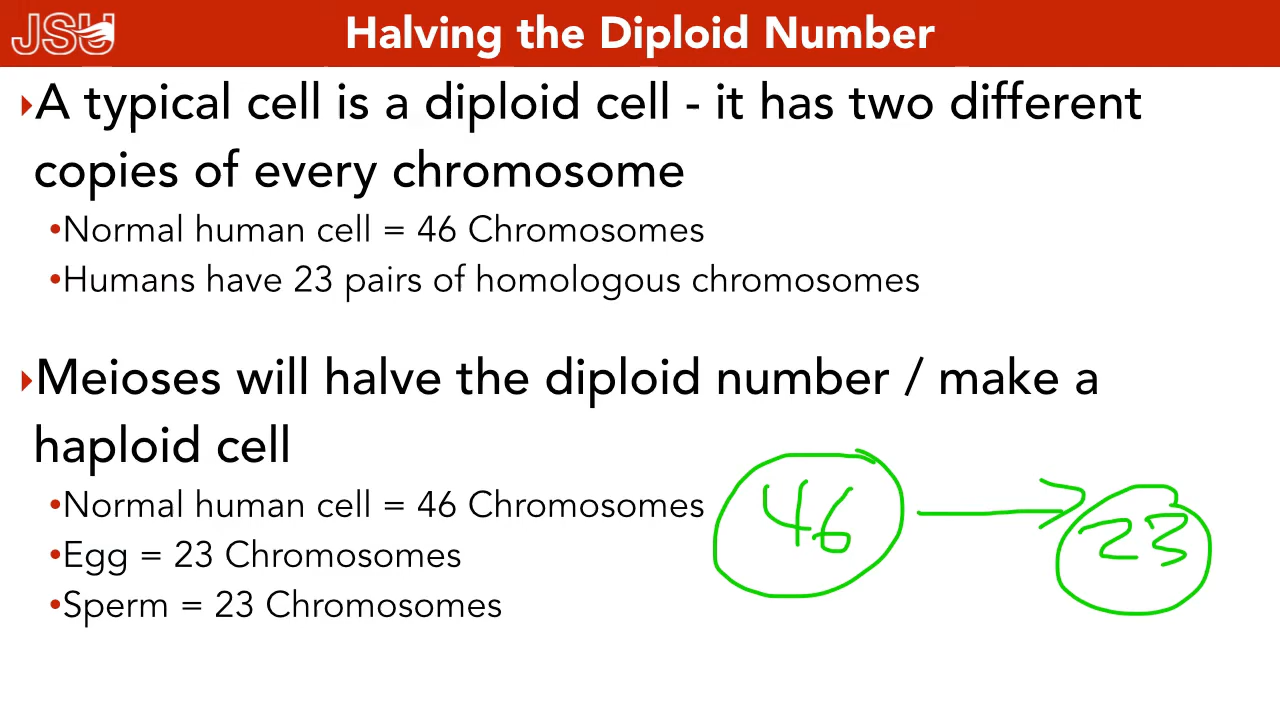 JSU
Halving the Diploid Number
‣A typical cell is a diploid cell - it has two different
copies of every chromosome
•Normal human cell = 46 Chromosomes
•Humans have 23 pairs of homologous chromosomes
‣Meioses will halve the diploid number / make a
haploid cell
•Normal human cell = 46 Chromosomes
•Egg = 23 Chromosomes
•Sperm = 23 Chromosomes
46 → 23